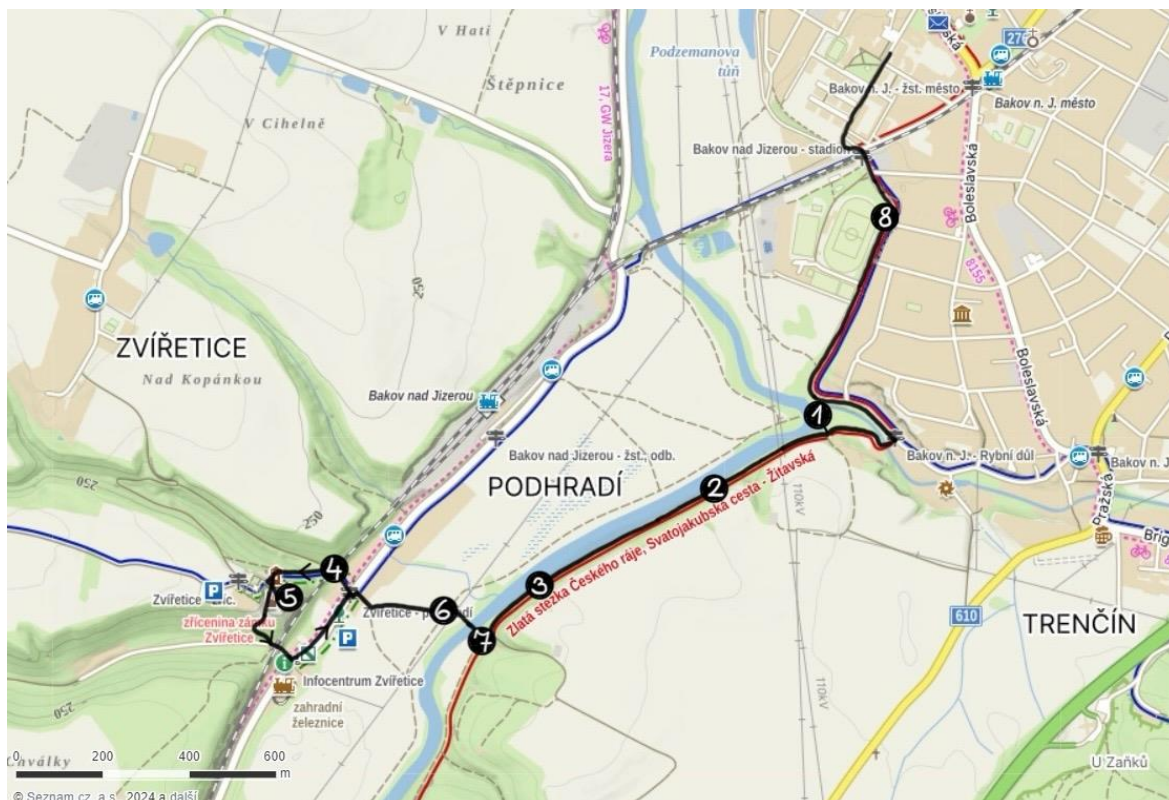 V Hati
Podzemanova
tůň
Štěpnice
V Cihelně
17, GW Jizera
Bakov n. J. - žst. město
Bakov n. J. město
Bakov nad Jizerou - stadion
Boleslavská
8
8155
052
ZVÍŘETICE
Nad Kopánkou
Bakov nad Jizerou
Boleslavská
1
Bakov nad Jizerou - žst. odb.
Bakov n. J.- Rybní důl
Bakov n. J
PODHRADÍ
2
110kV
Pražská
250
250
Zlatá stezka Českého ráje, Svatojakubská cesta - Žitavská
Brig
4
3
5
6
P
Zvířetice
610
zřícenina zámku
Zvířetice
P
7
TRENČÍN
Infocentrum Zvířetice
110kV
zahradní
železnice
250
0 200 400 600
m
U Zaňků
© Seznam.cz, a.s., 2024 a další